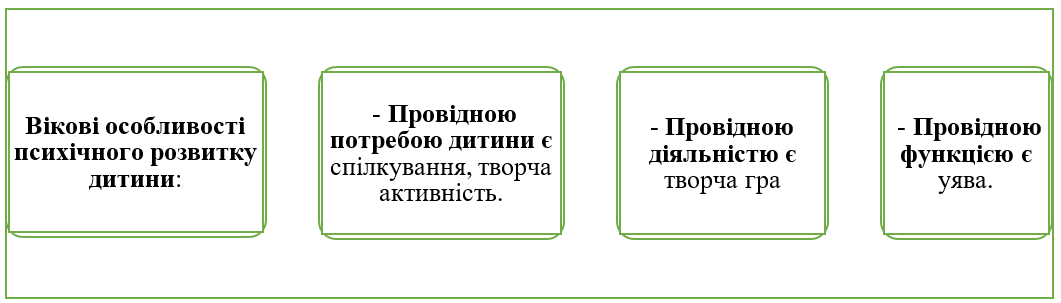 Вікові особливості
психічного розвитку
дитини:
- Провідною
потребою дитини є
спілкування, творча
активність.
- Провідною
діяльністю є
творча гра
- Провідною
функцією є
уява.